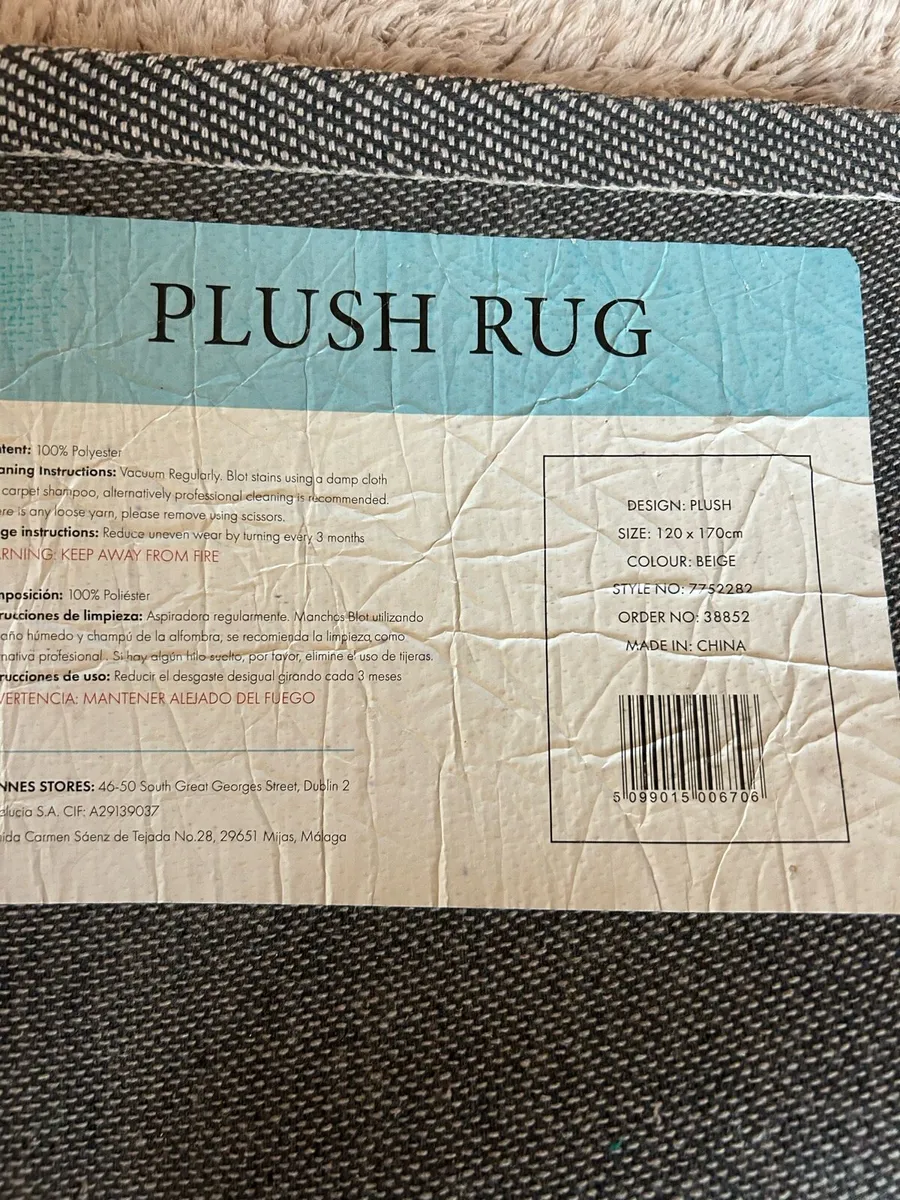 PLUSH RUG
ntent: 100% Polyester
aning Instructions: Vacuum Regularly. Blot stains using a damp cloth
carpet shampoo, alternatively professional cleaning is recommended.
ere is any loose yarn, please remove using scissors.
ge instructions: Reduce uneven wear by turning every 3 months
ARNING: KEEP AWAY FROM FIRE
mposición: 100% Poliéster
rucciones de limpieza: Aspiradora regularmente. Manchas Blot utilizando
año húmedo y champú de la alfombra, se recomienda la limpieza como
rnativa profesional. Si hay algún hilo suelto, por favor, elimine el uso de tijeras.
rucciones de uso: Reducir el desgaste desigual girando cada 3 meses
VERTENCIA: MANTENER ALEJADO DEL FUEGO
NNES STORES: 46-50 South Great Georges Street, Dublin 2
alucia S.A. CIF: A29139037
nida Carmen Sáenz de Tejada No.28, 29651 Mijas, Málaga
DESIGN: PLUSH
SIZE: 120 x 170cm
COLOUR: BEIGE
STYLE NO: 7752282
ORDER NO: 38852
MADE IN: CHINA
5 099015 006706